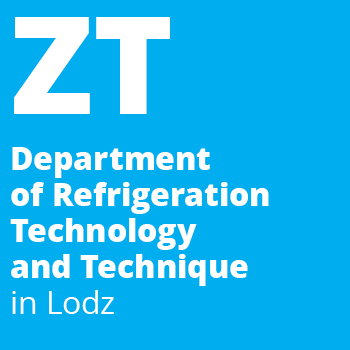 ZT
Department
of Refrigeration
Technology
and Technique
in Lodz